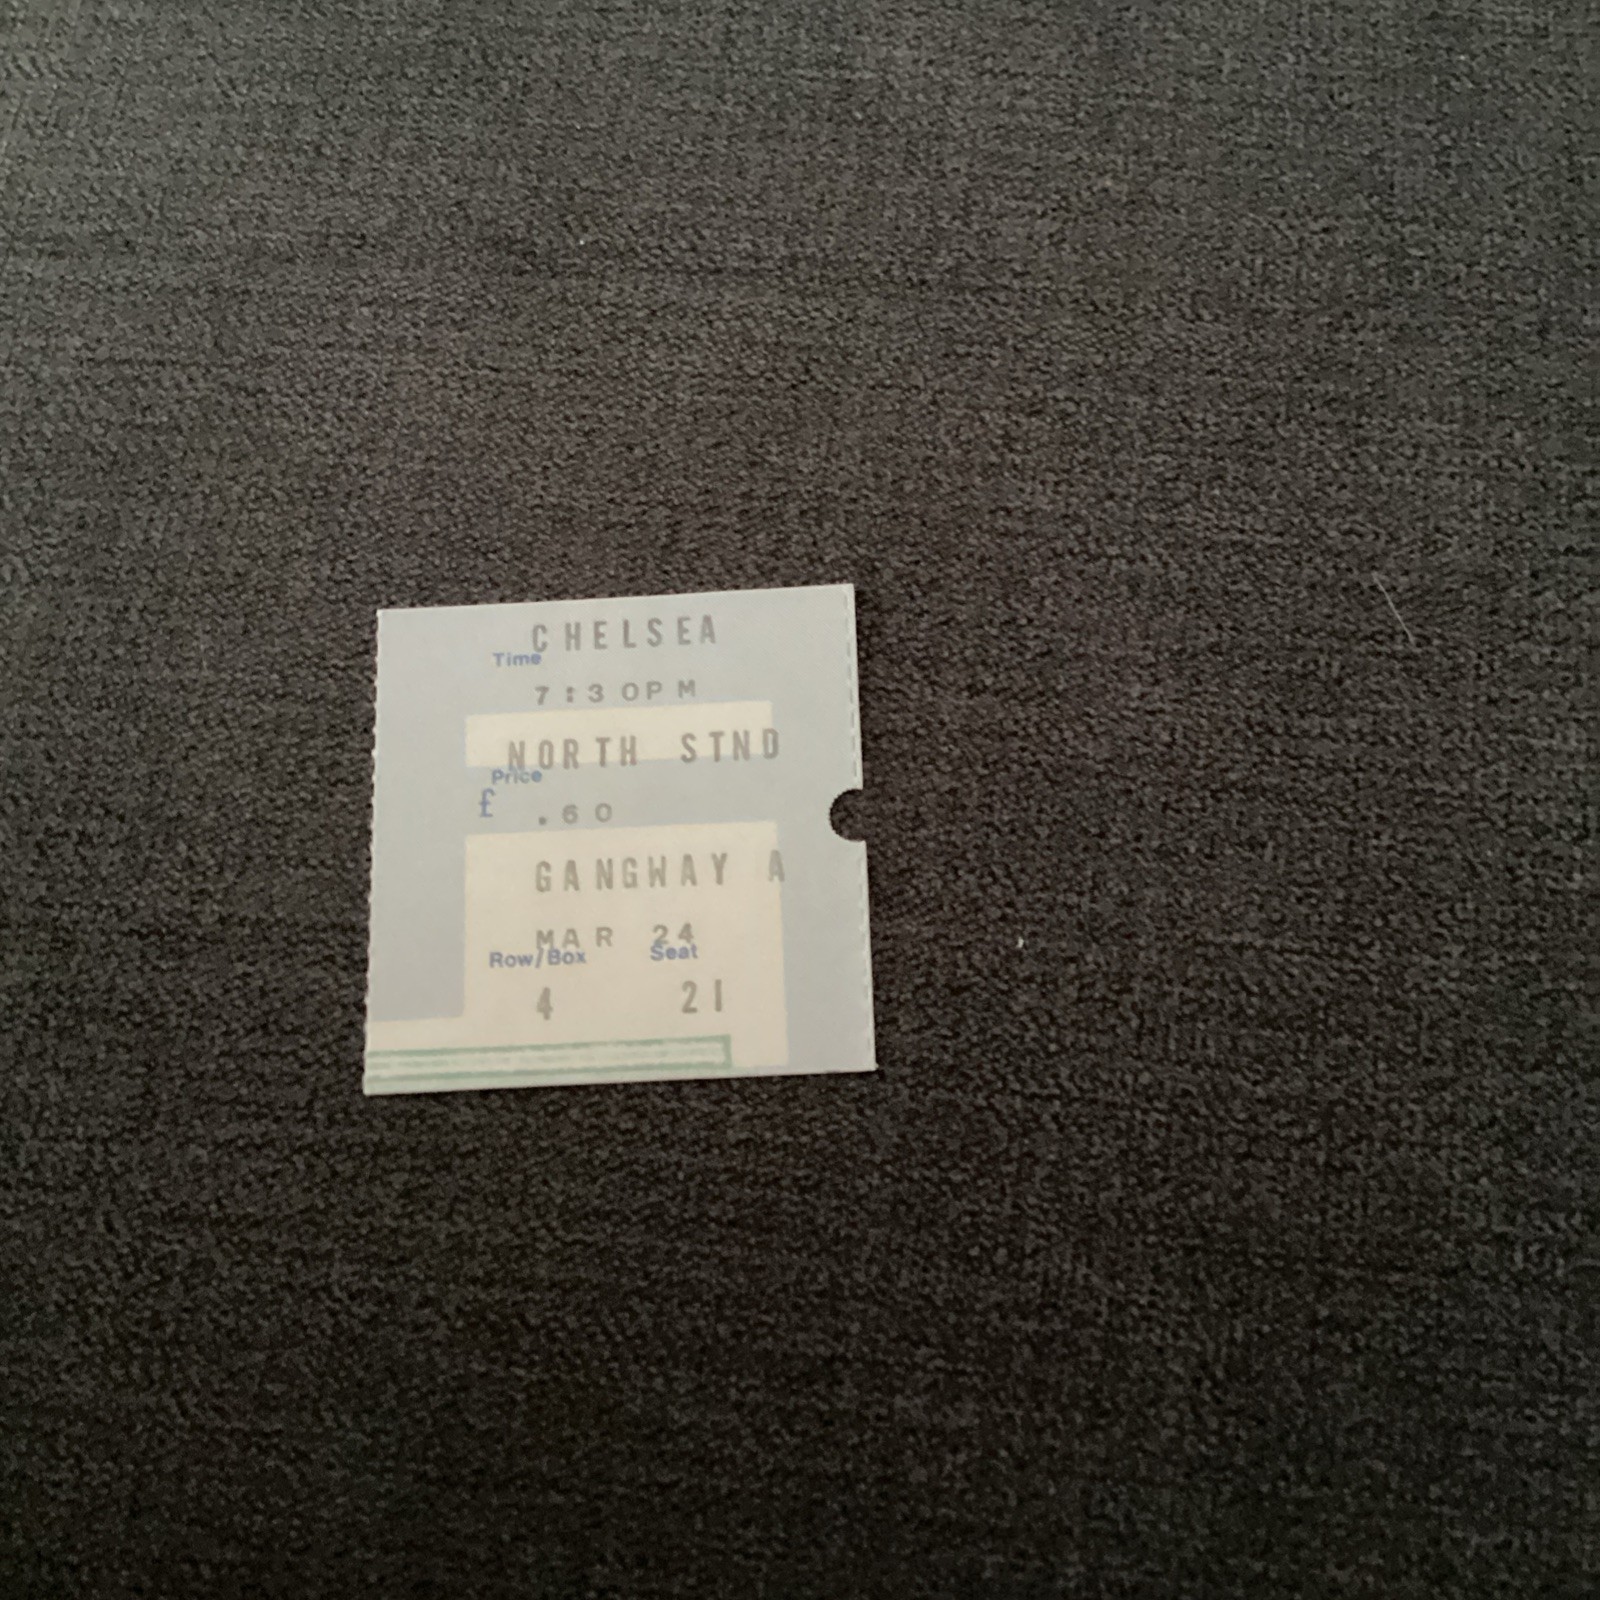 CHELSEA
Time
7:30PM
NORTH STND
Price
£ .60
GANGWAY A
MAR 24
Row/Box Seat
4 21